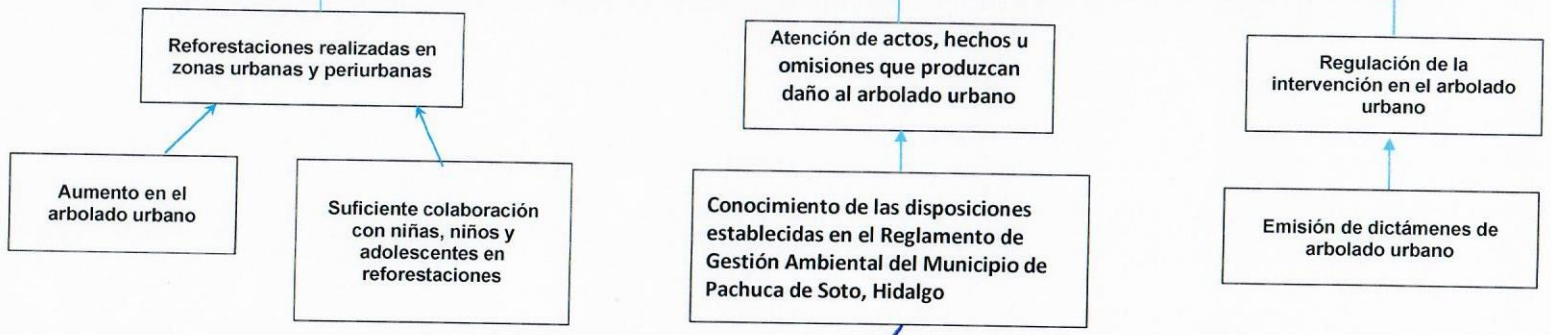 Reforestaciones realizadas en
zonas urbanas y periurbanas
Atención de actos, hechos u
omisiones que produzcan
daño al arbolado urbano
Regulación de la
intervención en el arbolado
urbano
Aumento en el
arbolado urbano
Suficiente colaboración
con niñas, niños y
adolescentes en
reforestaciones
Conocimiento de las disposiciones
establecidas en el Reglamento de
Gestión Ambiental del Municipio de
Pachuca de Soto, Hidalgo
Emisión de dictámenes de
arbolado urbano